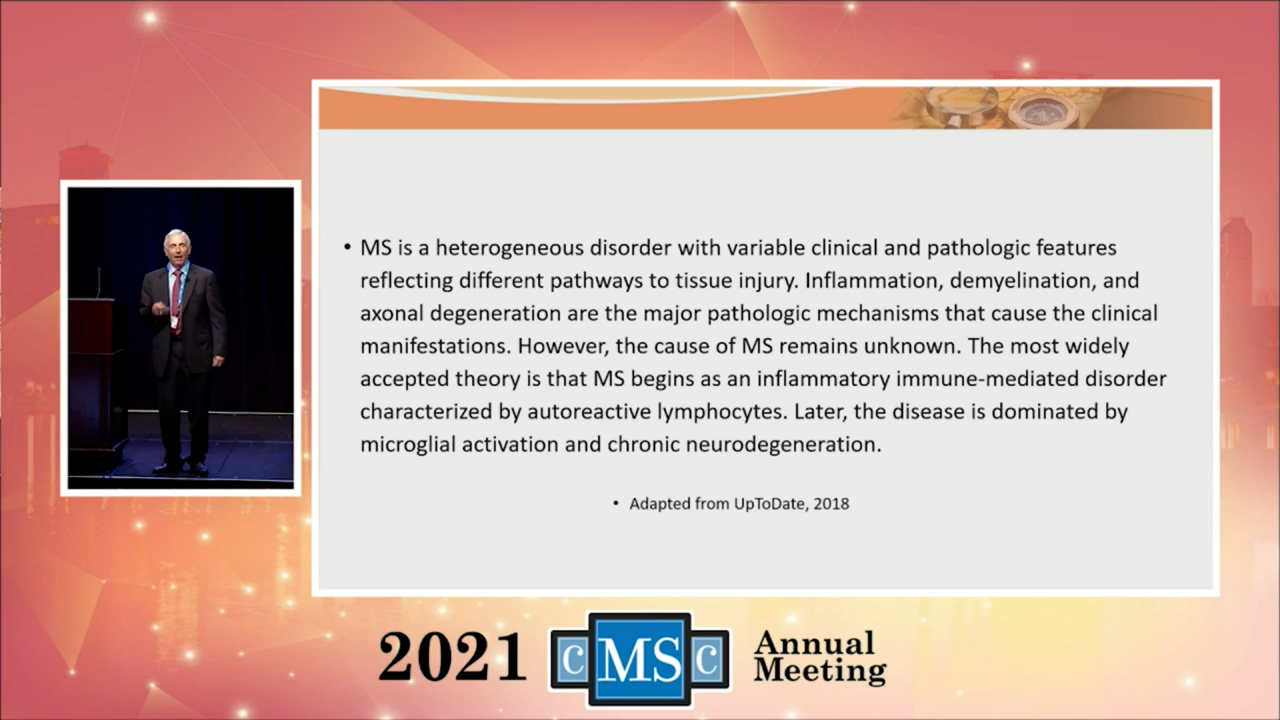 • MS is a heterogeneous disorder with variable clinical and pathologic features
reflecting different pathways to tissue injury. Inflammation, demyelination, and
axonal degeneration are the major pathologic mechanisms that cause the clinical
manifestations. However, the cause of MS remains unknown. The most widely
accepted theory is that MS begins as an inflammatory immune-mediated disorder
characterized by autoreactive lymphocytes. Later, the disease is dominated by
microglial activation and chronic neurodegeneration.
• Adapted from UpToDate, 2018
2021 CMSC Annual
Meeting